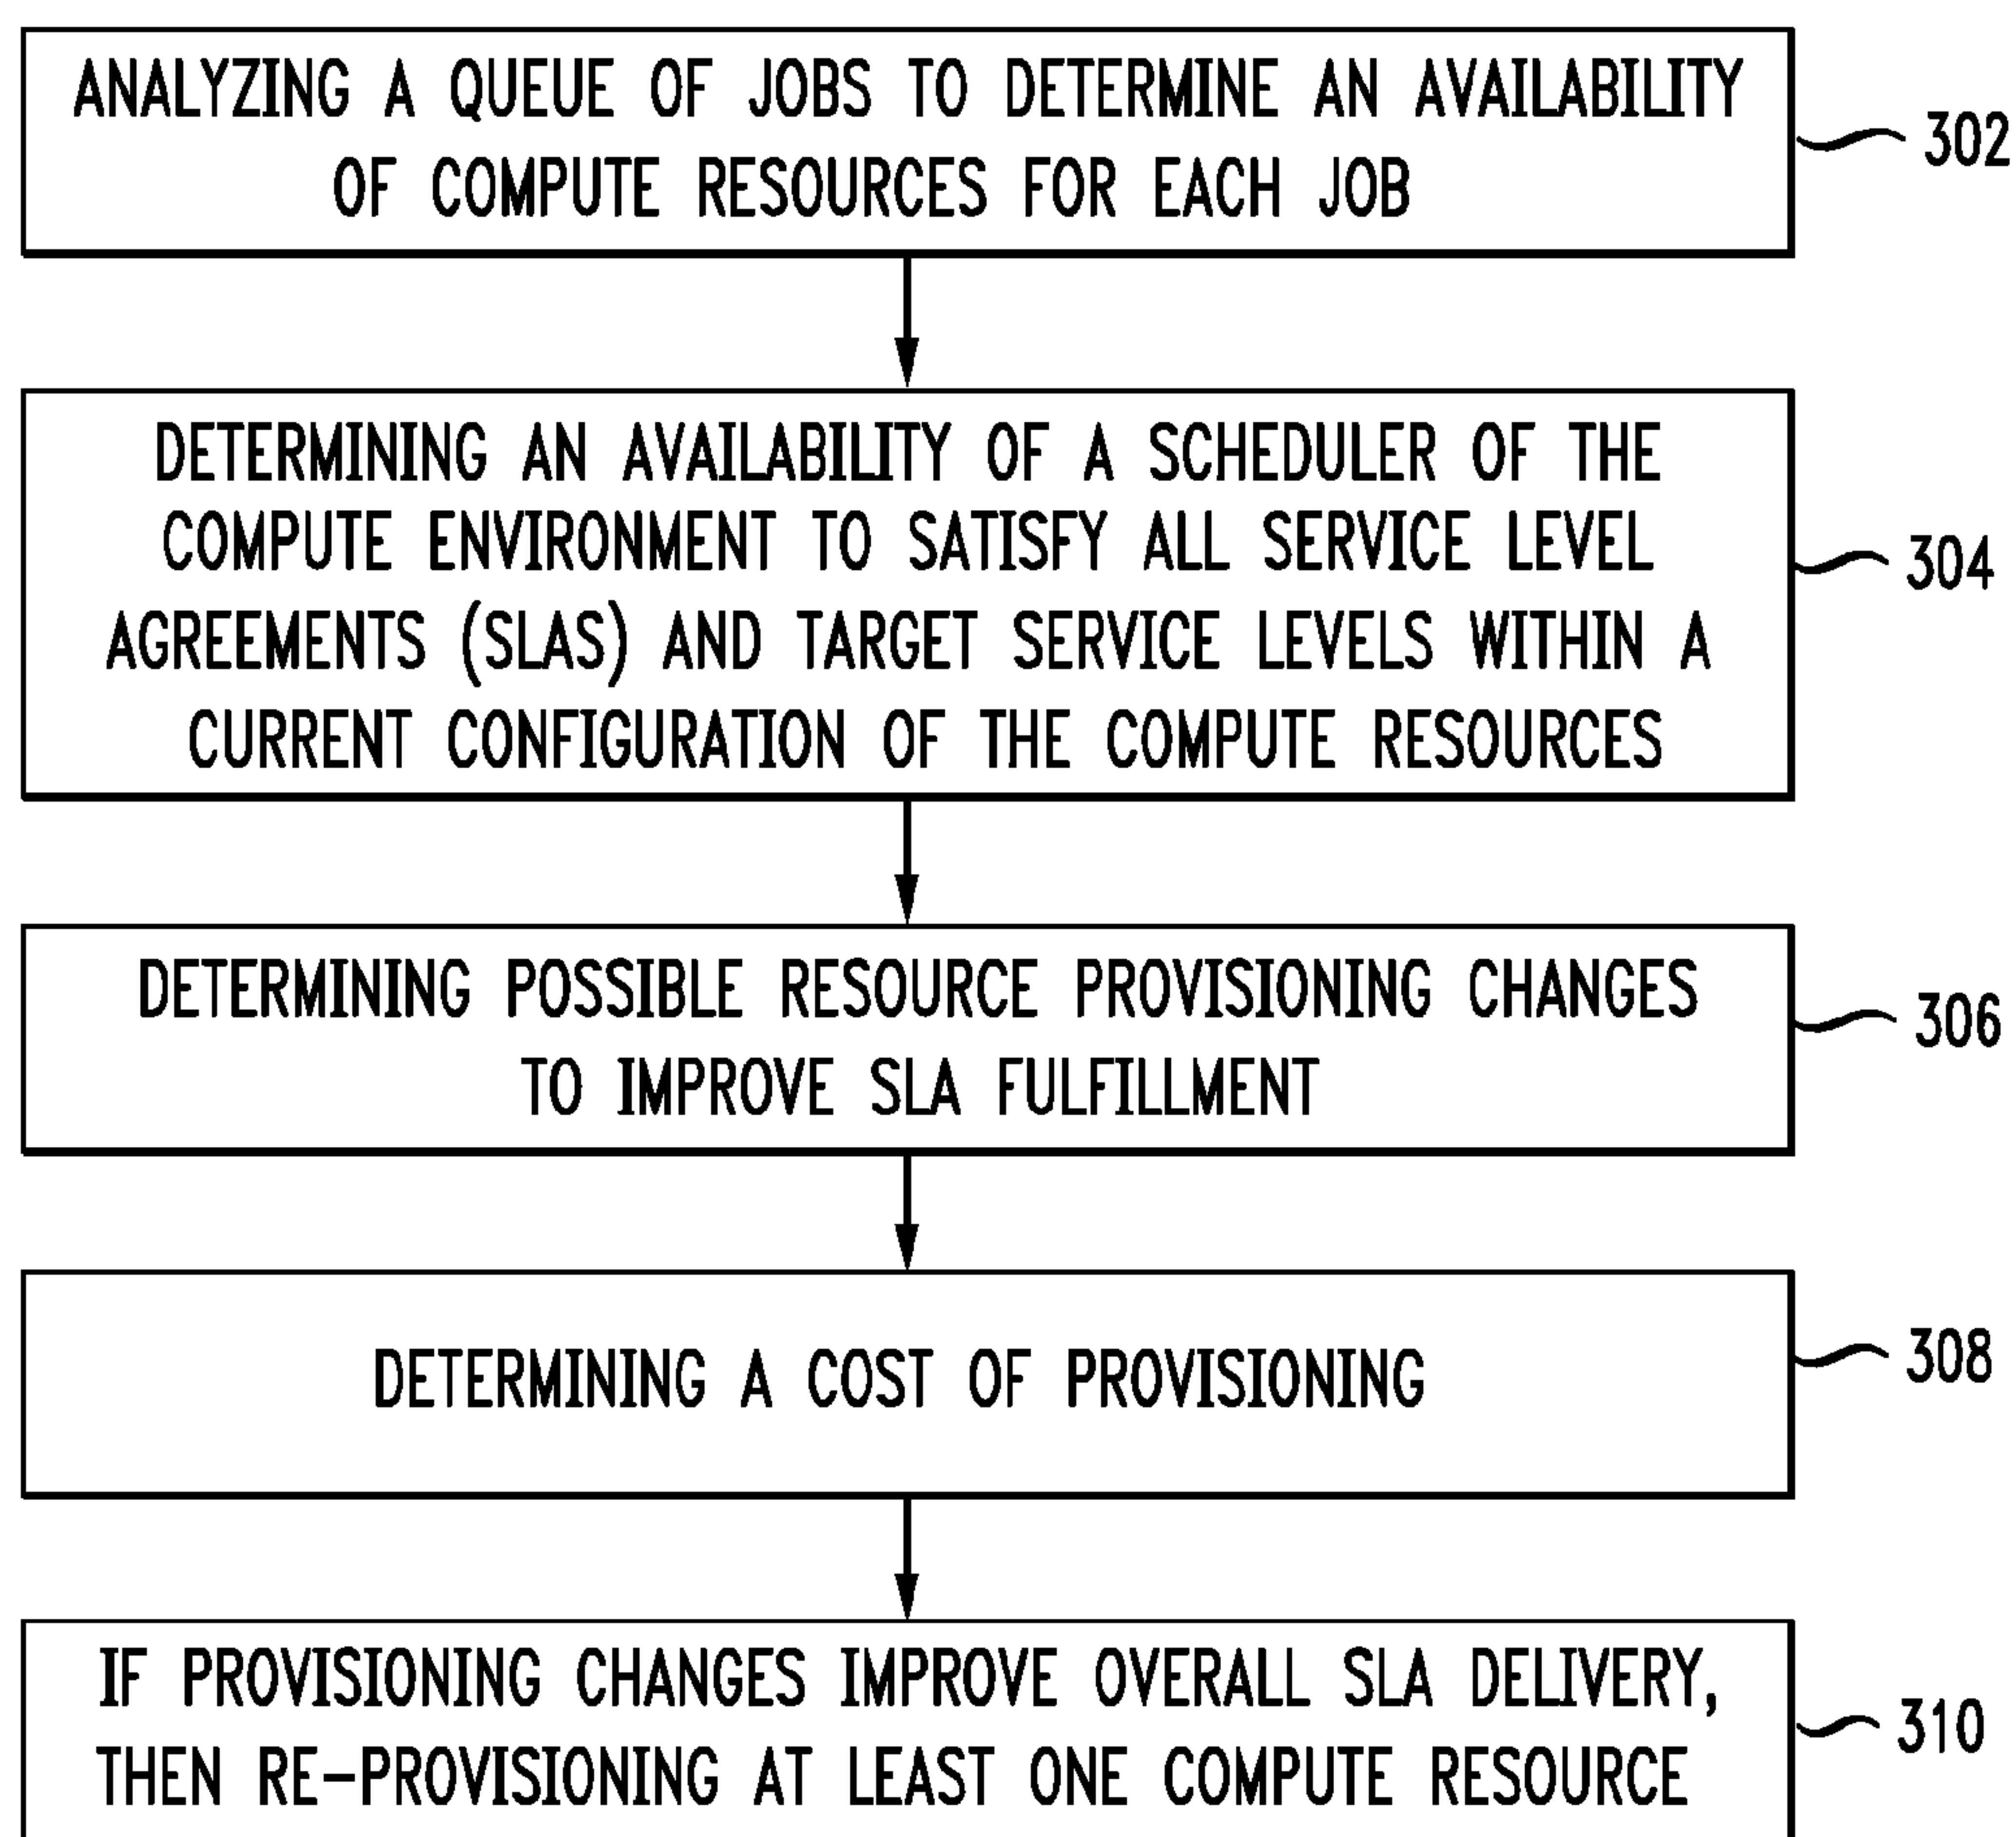 ANALYZING A QUEUE OF JOBS TO DETERMINE AN AVAILABILITY
OF COMPUTE RESOURCES FOR EACH JOB
302
DETERMINING AN AVAILABILITY OF A SCHEDULER OF THE
COMPUTE ENVIRONMENT TO SATISFY ALL SERVICE LEVEL
AGREEMENTS (SLAS) AND TARGET SERVICE LEVELS WITHIN A
CURRENT CONFIGURATION OF THE COMPUTE RESOURCES
304
DETERMINING POSSIBLE RESOURCE PROVISIONING CHANGES
TO IMPROVE SLA FULFILLMENT
306
DETERMINING A COST OF PROVISIONING
308
IF PROVISIONING CHANGES IMPROVE OVERALL SLA DELIVERY,
THEN RE-PROVISIONING AT LEAST ONE COMPUTE RESOURCE
310